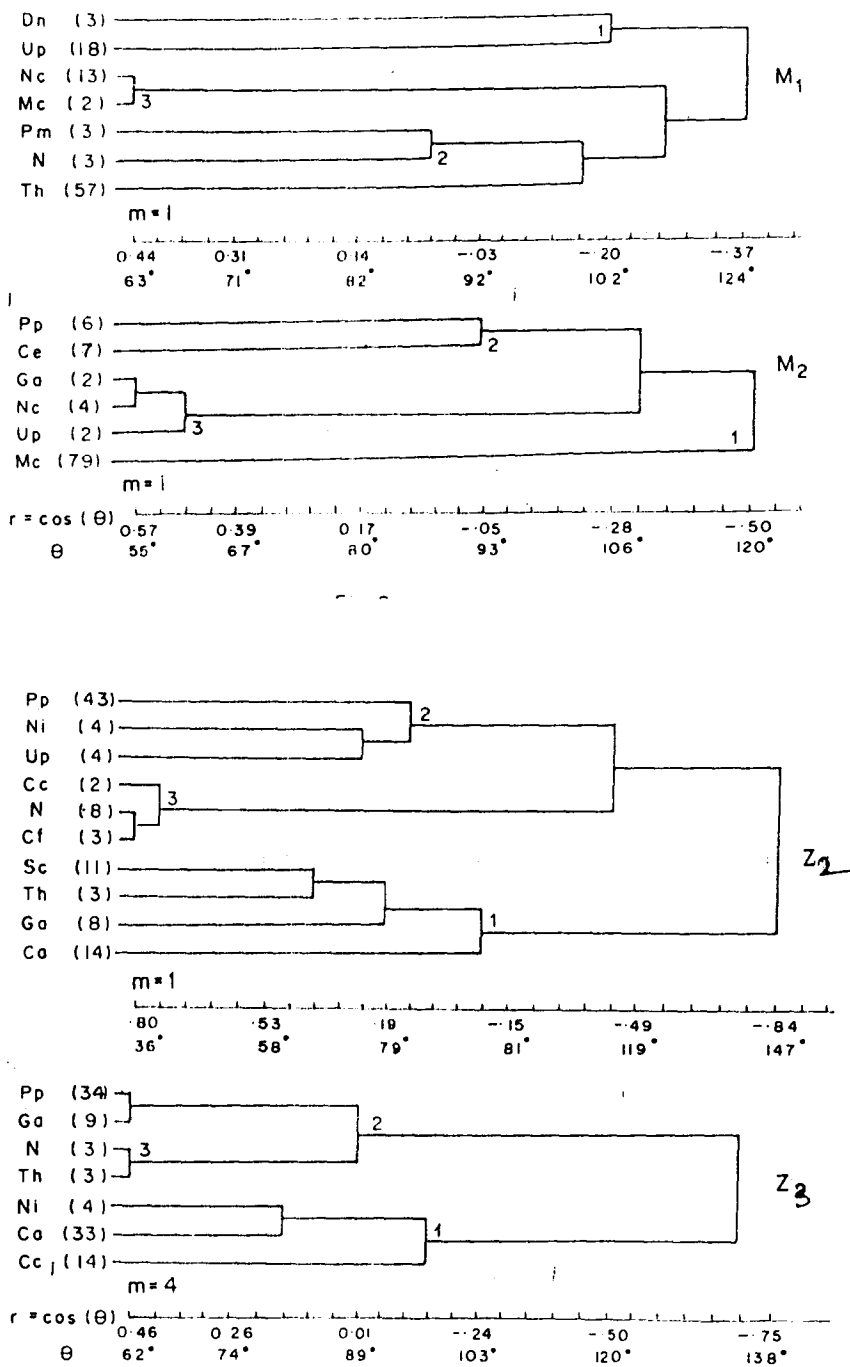 Dn (3)
Up (18)
Nc (13)
Mc (2)
Pm (3)
N (3)
Th (57)
1
3
2
M1
m = 1
0.44 0.31 0.14 -.03 -.20 -.37
63° 71° 82° 92° 102° 124°
Pp (6)
Ce (7)
Ga (2)
Nc (4)
Up (2)
Mc (79)
2
3
1
M2
m = 1
r = cos (θ) 0.57 0.39 0.17 -.05 -.28 -.50
θ 55° 67° 80° 93° 106° 120°
Pp (43)
Ni (4)
Up (4)
Cc (2)
N (8)
Cf (3)
Sc (11)
Th (3)
Ga (8)
Ca (14)
2
3
1
Z2
m = 1
.80 .53 .19 -.15 -.49 -.84
36° 58° 79° 81° 119° 147°
Pp (34)
Ga (9)
N (3)
Th (3)
Ni (4)
Ca (33)
Cc (14)
2
3
1
Z3
m = 4
r = cos (θ) 0.46 0.26 0.01 -.24 -.50 -.75
θ 62° 74° 89° 103° 120° 138°